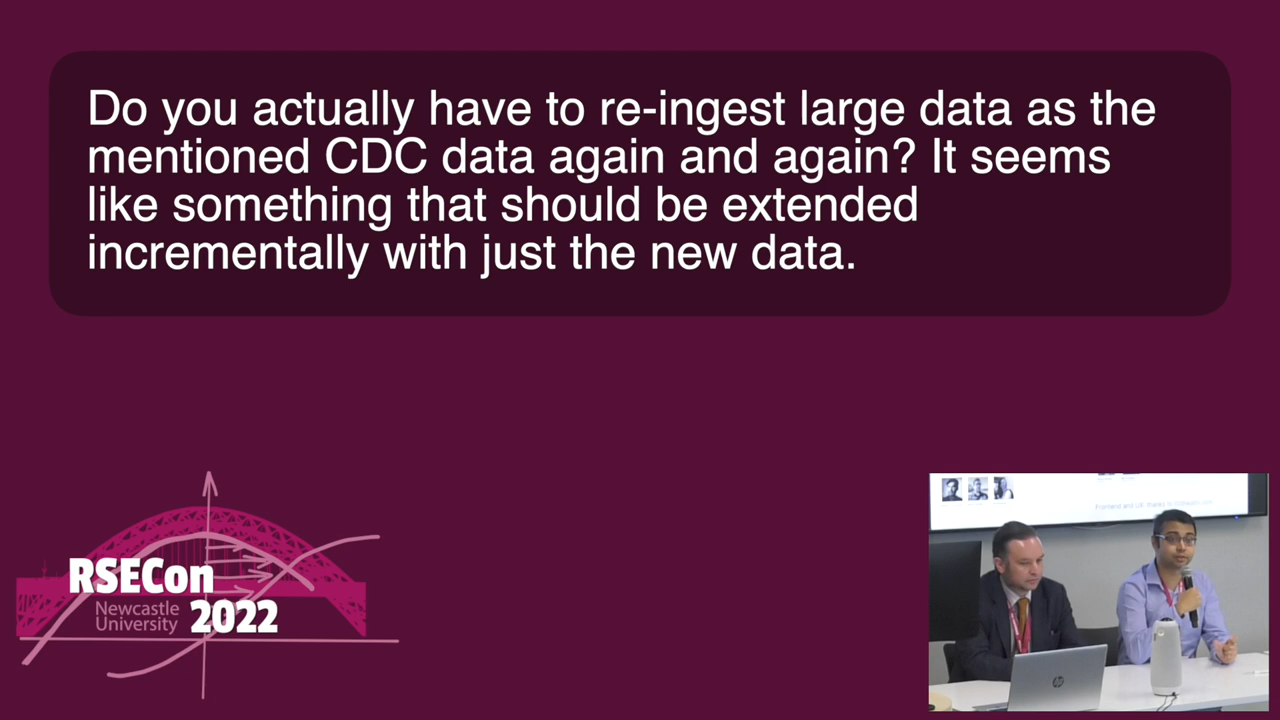 Do you actually have to re-ingest large data as the
mentioned CDC data again and again? It seems
like something that should be extended
incrementally with just the new data.
RSECon
Newcastle
University
2022